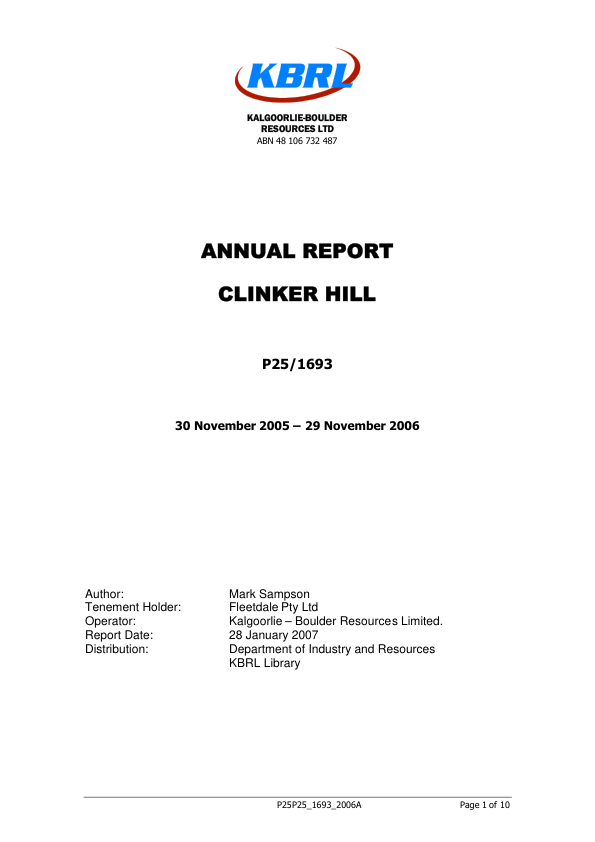 KBRL
KALGOORLIE-BOULDER
RESOURCES LTD
ABN 48 106 732 487
ANNUAL REPORT
CLINKER HILL
P25/1693
30 November 2005 – 29 November 2006
Author: Mark Sampson
Tenement Holder: Fleetdale Pty Ltd
Operator: Kalgoorlie – Boulder Resources Limited.
Report Date: 28 January 2007
Distribution: Department of Industry and Resources
KBRL Library
P25P25_1693_2006A Page 1 of 10